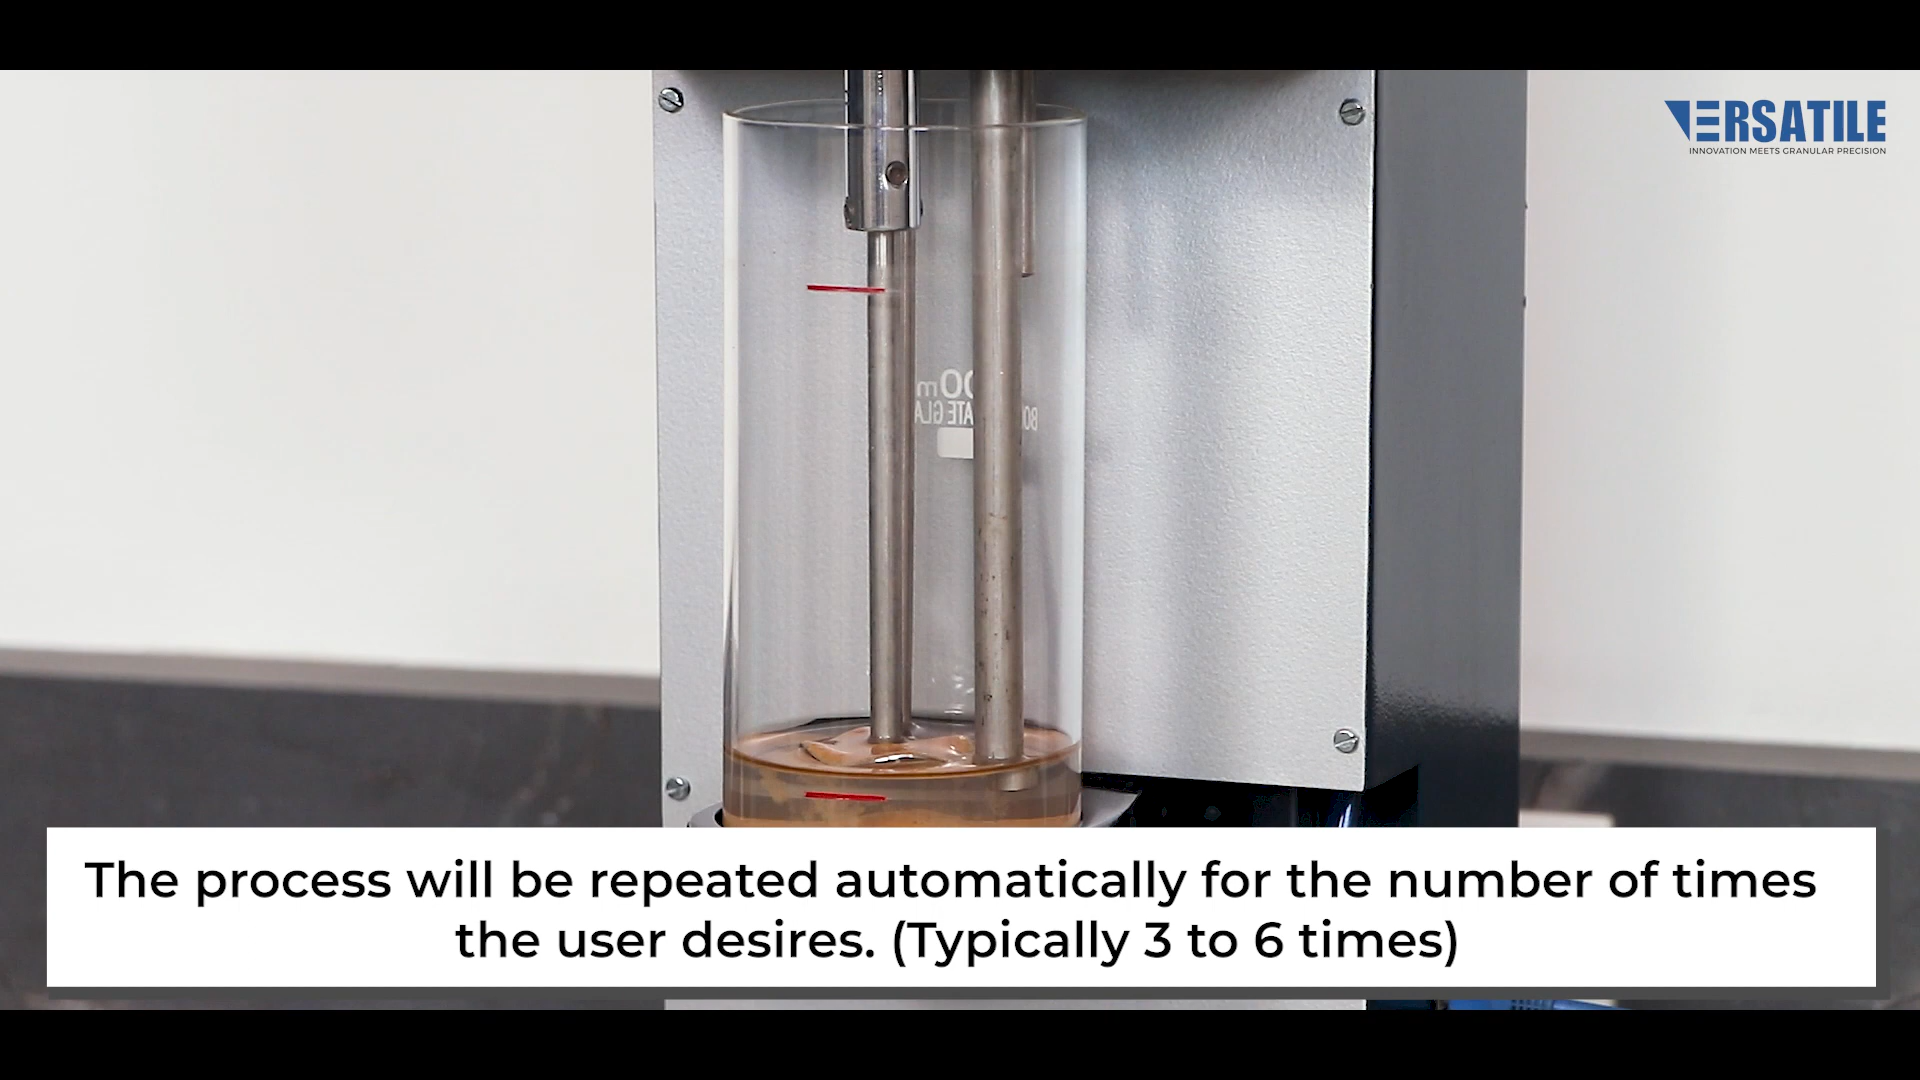 VERSATILE
INNOVATION MEETS GRANULAR PRECISION
The process will be repeated automatically for the number of times
the user desires. (Typically 3 to 6 times)